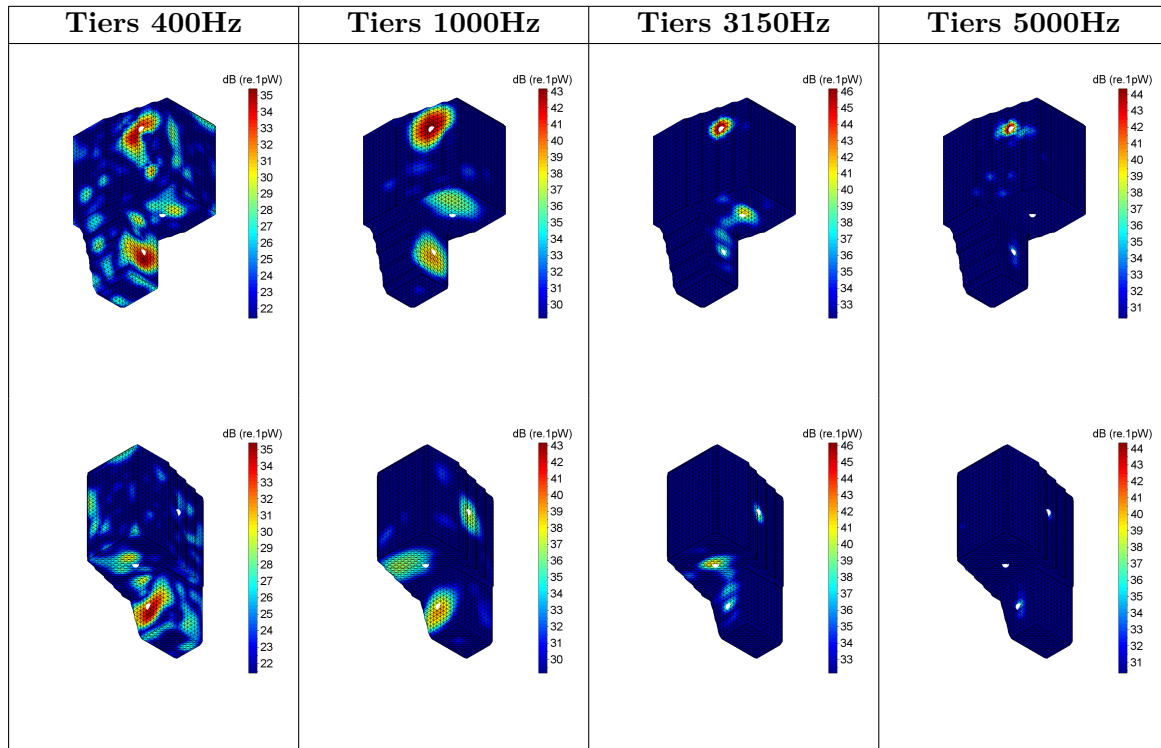 Tiers 400Hz Tiers 1000Hz Tiers 3150Hz Tiers 5000Hz
dB (re.1pW) dB (re.1pW) dB (re.1pW) dB (re.1pW)
35 43 46 44
34 42 45 43
33 41 44 42
32 40 43 41
31 39 42 40
30 38 41 39
29 37 40 38
28 36 39 37
27 35 38 36
26 34 37 35
25 33 36 34
24 32 35 33
23 31 34 32
22 30 33 31
dB (re.1pW) dB (re.1pW) dB (re.1pW) dB (re.1pW)
35 43 46 44
34 42 45 43
33 41 44 42
32 40 43 41
31 39 42 40
30 38 41 39
29 37 40 38
28 36 39 37
27 35 38 36
26 34 37 35
25 33 36 34
24 32 35 33
23 31 34 32
22 30 33 31